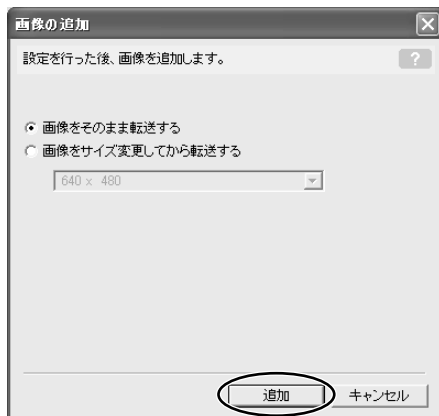 画像の追加
設定を行った後、画像を追加します。
?
画像をそのまま転送する
画像をサイズ変更してから転送する
640 x 480
追加
キャンセル